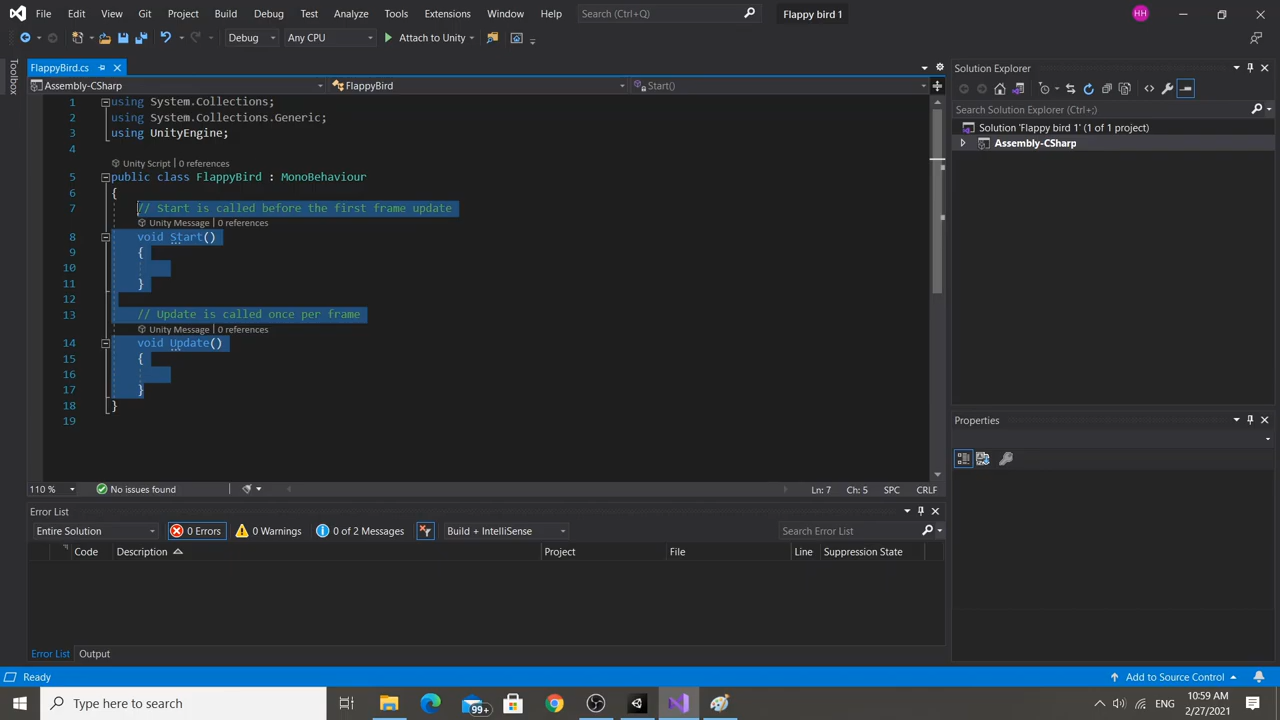 File Edit View Git Project Build Debug Test Analyze Tools Extensions Window Help Search (Ctrl+Q) Flappy bird 1 HH
Debug Any CPU Attach to Unity
Toolbox
FlappyBird.cs
Assembly-CSharp FlappyBird Start()
1 using System.Collections;
2 using System.Collections.Generic;
3 using UnityEngine;
4
Unity Script | 0 references
5 public class FlappyBird : MonoBehaviour
6 {
7 // Start is called before the first frame update
Unity Message | 0 references
8 void Start()
9 {
10
11 }
12
13 // Update is called once per frame
Unity Message | 0 references
14 void Update()
15 {
16
17 }
18 }
19
110 % No issues found Ln: 7 Ch: 5 SPC CRLF
Error List
Entire Solution 0 Errors 0 Warnings 0 of 2 Messages Build + IntelliSense Search Error List
Code Description Project File Line Suppression State
Error List Output
Solution Explorer
Search Solution Explorer (Ctrl+;)
Solution 'Flappy bird 1' (1 of 1 project)
Assembly-CSharp
Properties
Ready Add to Source Control
Type here to search 99+ ENG 10:59 AM
2/27/2021